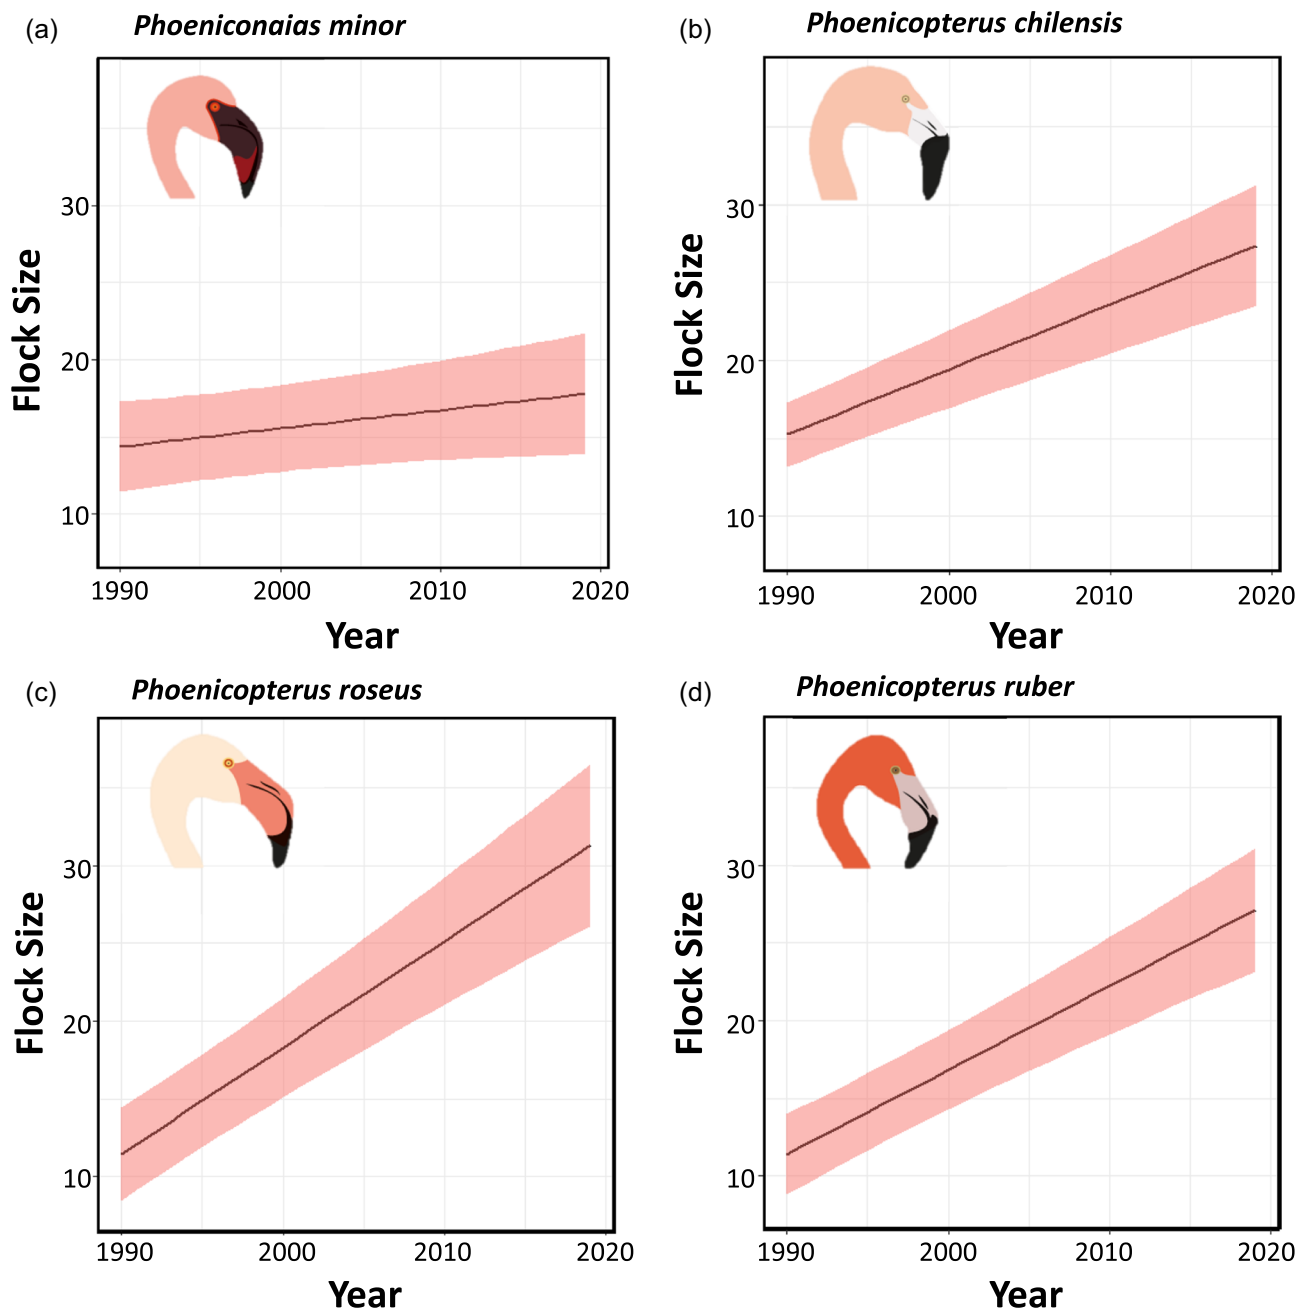 (a)
Phoeniconaias minor
Flock Size
30
20
10
1990 2000 2010 2020
Year
(b)
Phoenicopterus chilensis
Flock Size
30
20
10
1990 2000 2010 2020
Year
(c)
Phoenicopterus roseus
Flock Size
30
20
10
1990 2000 2010 2020
Year
(d)
Phoenicopterus ruber
Flock Size
30
20
10
1990 2000 2010 2020
Year